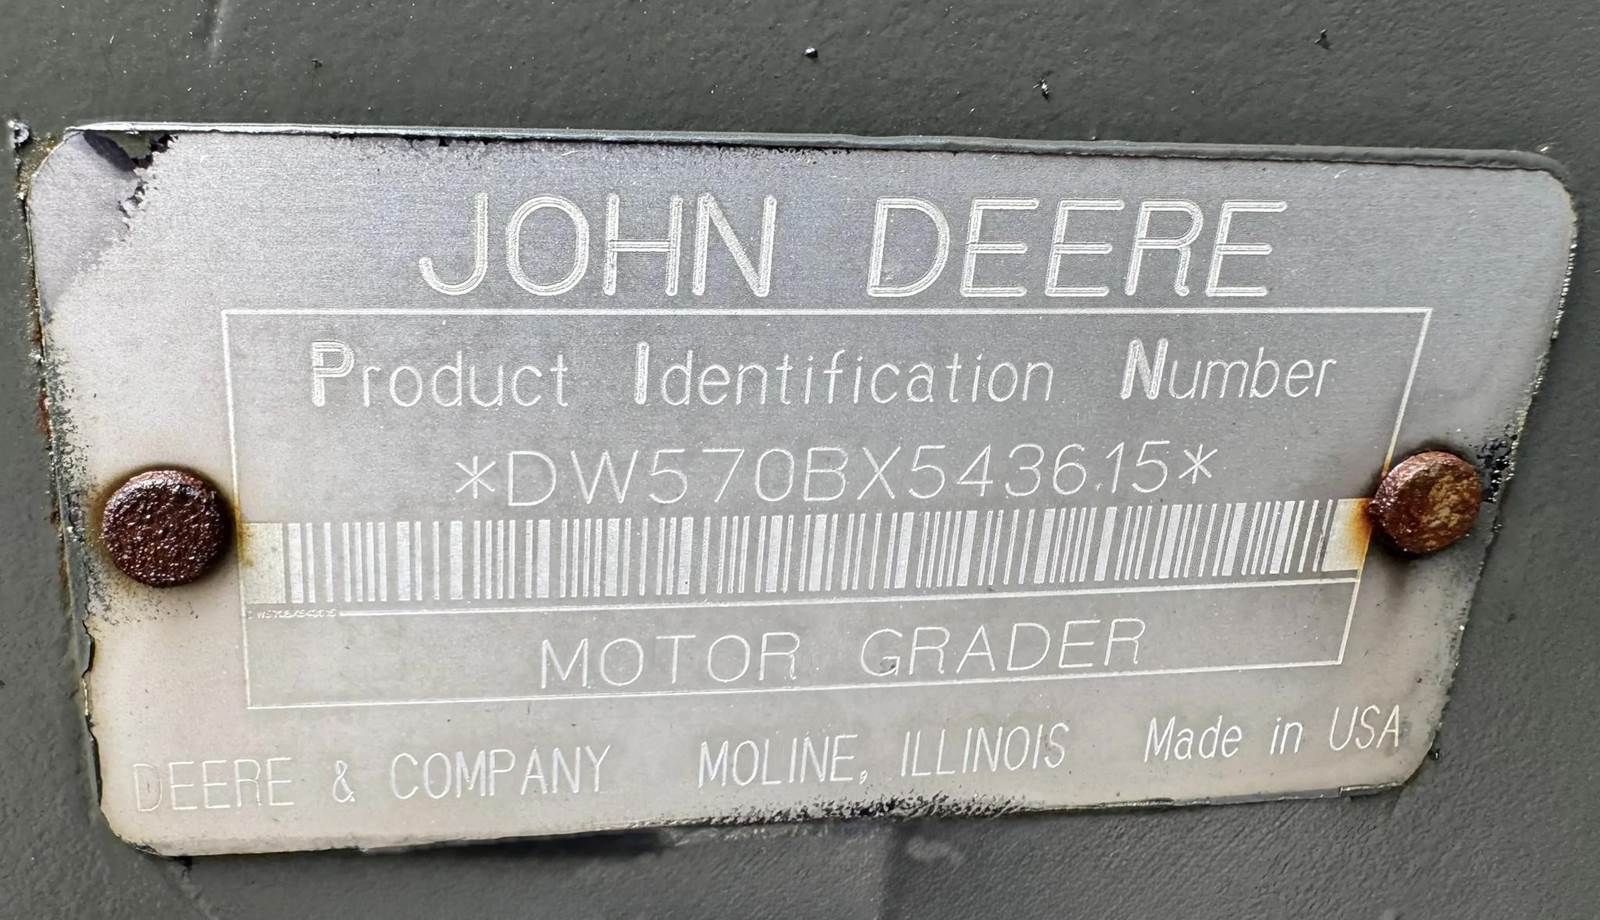 JOHN DEERE
Product Identification Number
*DW570BX543615*
MOTOR GRADER
DEERE & COMPANY MOLINE, ILLINOIS Made in USA